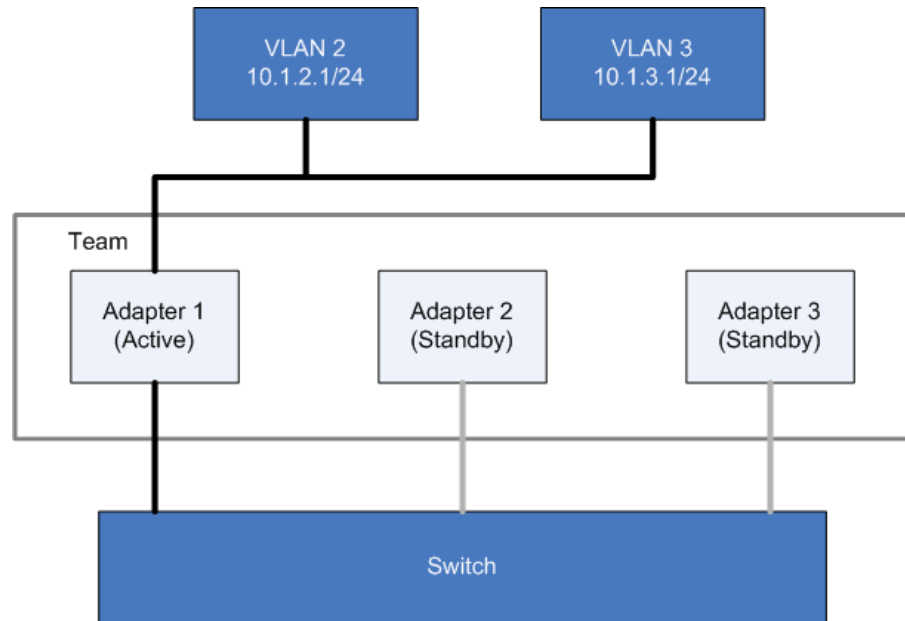 VLAN 2
10.1.2.1/24
VLAN 3
10.1.3.1/24
Team
Adapter 1
(Active)
Adapter 2
(Standby)
Adapter 3
(Standby)
Switch